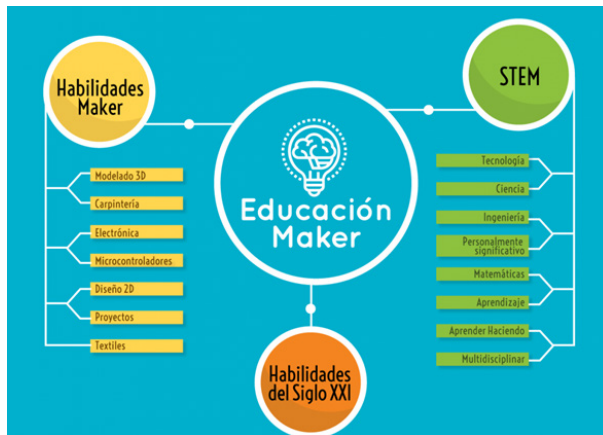 Habilidades
Maker
Modelado 3D
Carpintería
Electrónica
Microcontroladores
Diseño 2D
Proyectos
Textiles
Educación
Maker
Habilidades
del Siglo XXI
STEM
Tecnología
Ciencia
Ingeniería
Personalmente
significativo
Matemáticas
Aprendizaje
Aprender Haciendo
Multidisciplinar